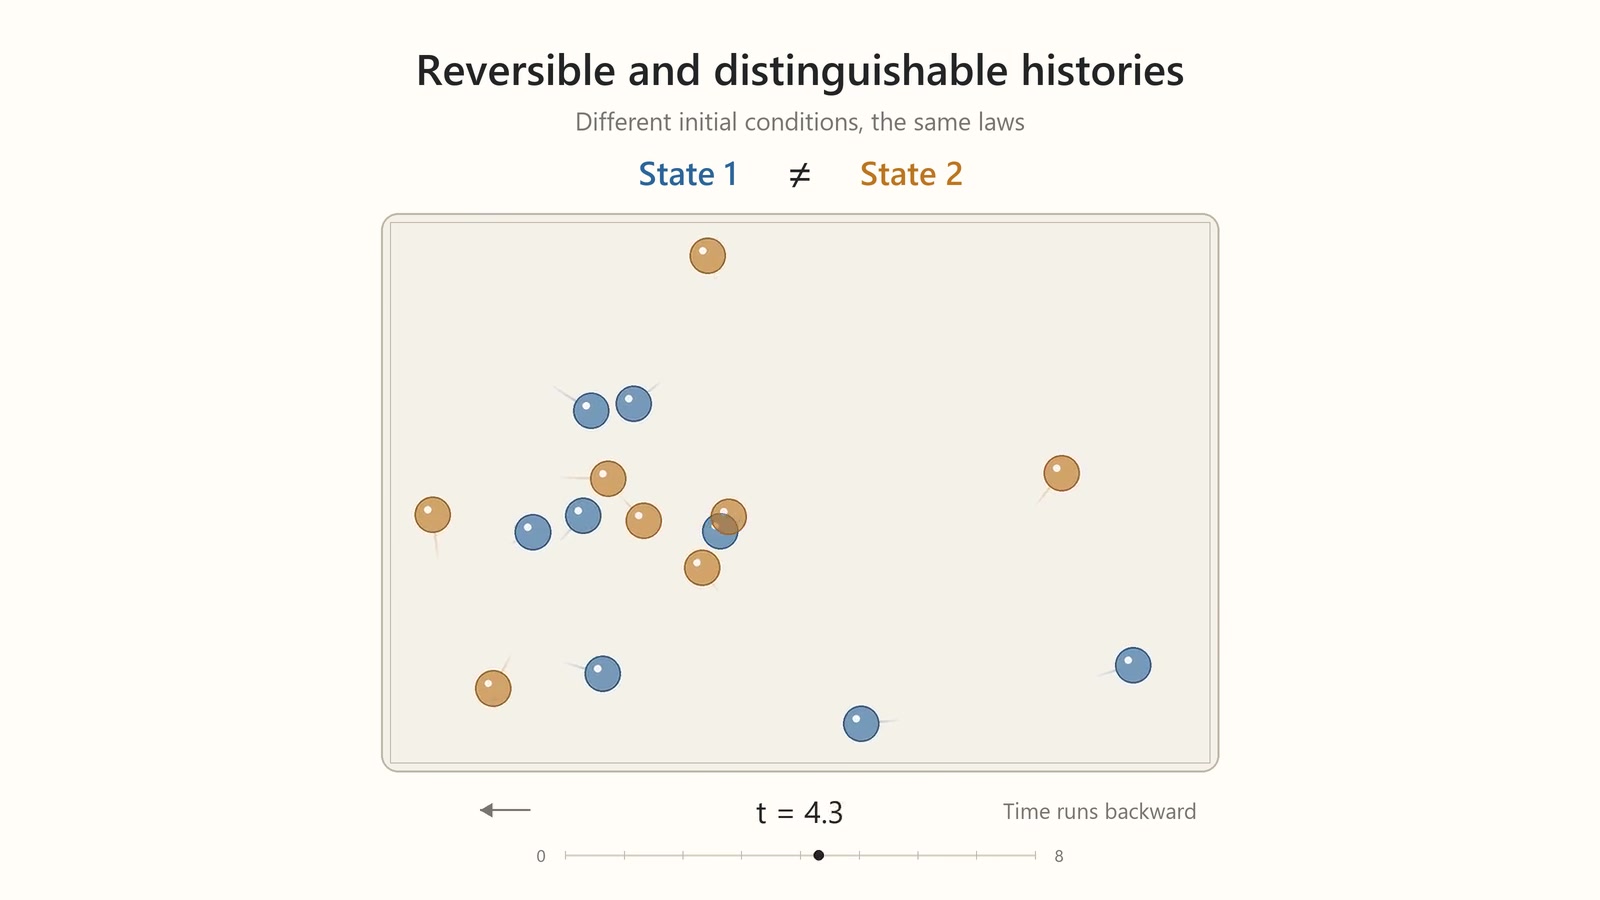 Reversible and distinguishable histories
Different initial conditions, the same laws
State 1 ≠ State 2
t = 4.3
Time runs backward
0
8